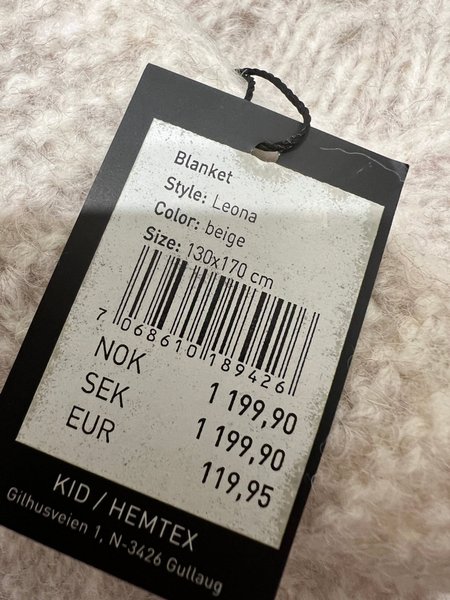 Blanket
Style: Leona
Color: beige
Size: 130x170 cm
7 068610 189426
NOK 1 199,90
SEK 1 199,90
EUR 119,95
KID / HEMTEX
Gilhusveien 1, N-3426 Gullaug